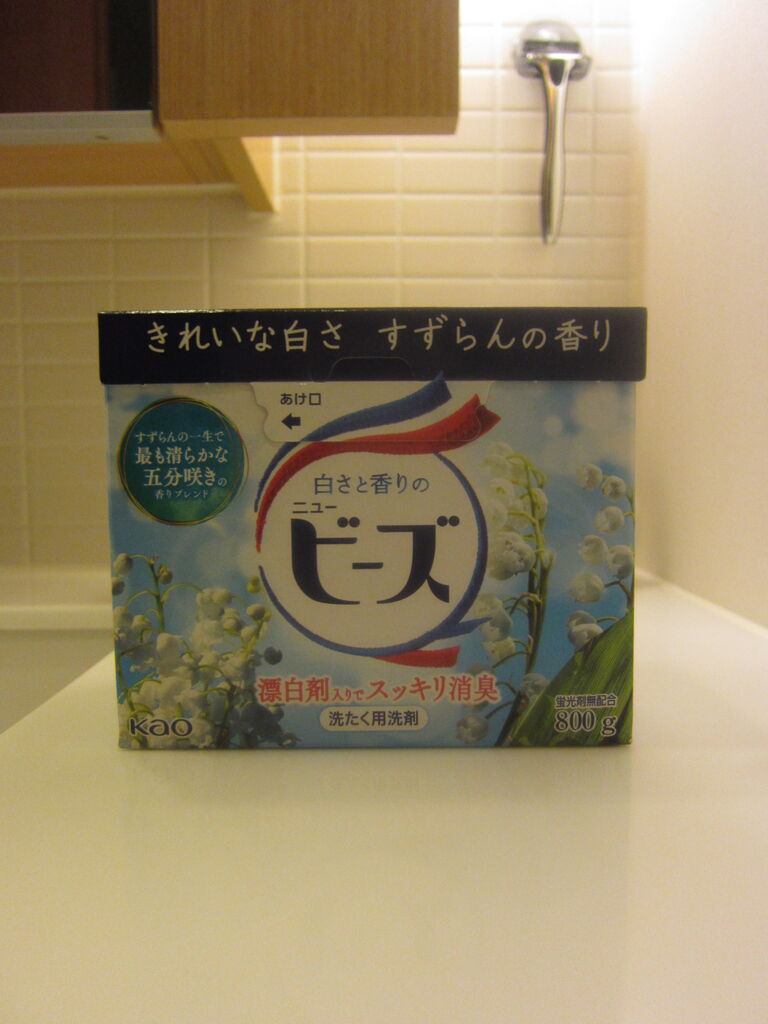 きれいな白さ すずらんの香り
あけ口
すずらんの一生で
最も清らかな
五分咲きの
香りブレンド
白さと香りの
ニュー
ビーズ
漂白剤入りでスッキリ消臭
洗たく用洗剤
Kao
蛍光剤無配合
800 g